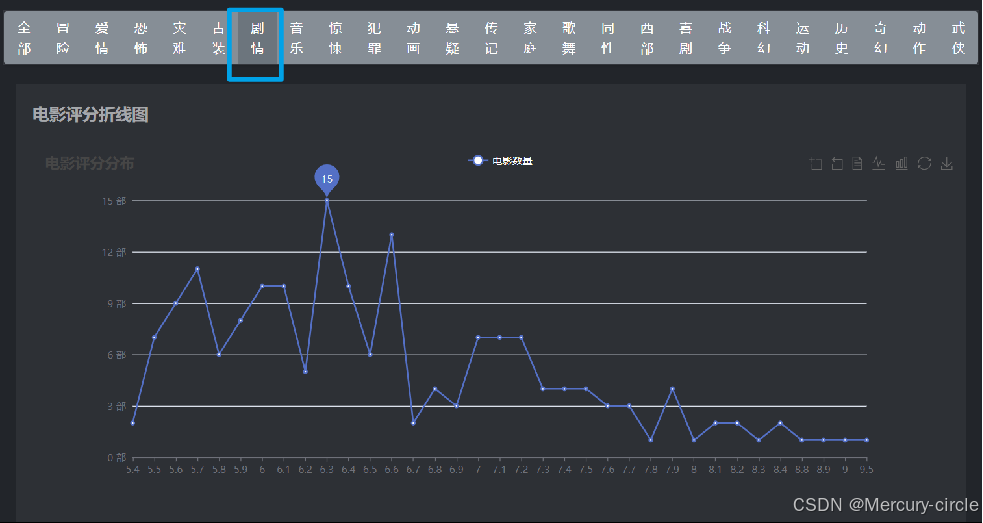 全部 冒险 爱情 恐怖 灾难 古装 剧情 音乐 惊悚 犯罪 动画 悬疑 传记 家庭 歌舞 同性 西部 喜剧 战争 科幻 运动 历史 奇幻 动作 武侠
电影评分折线图
电影评分分布
电影数量
15
15 部
12 部
9 部
6 部
3 部
0 部
5.4 5.5 5.6 5.7 5.8 5.9 6 6.1 6.2 6.3 6.4 6.5 6.6 6.7 6.8 6.9 7 7.1 7.2 7.3 7.4 7.5 7.6 7.7 7.8 7.9 8 8.1 8.2 8.3 8.4 8.8 8.9 9 9.5
CSDN @Mercury-circle